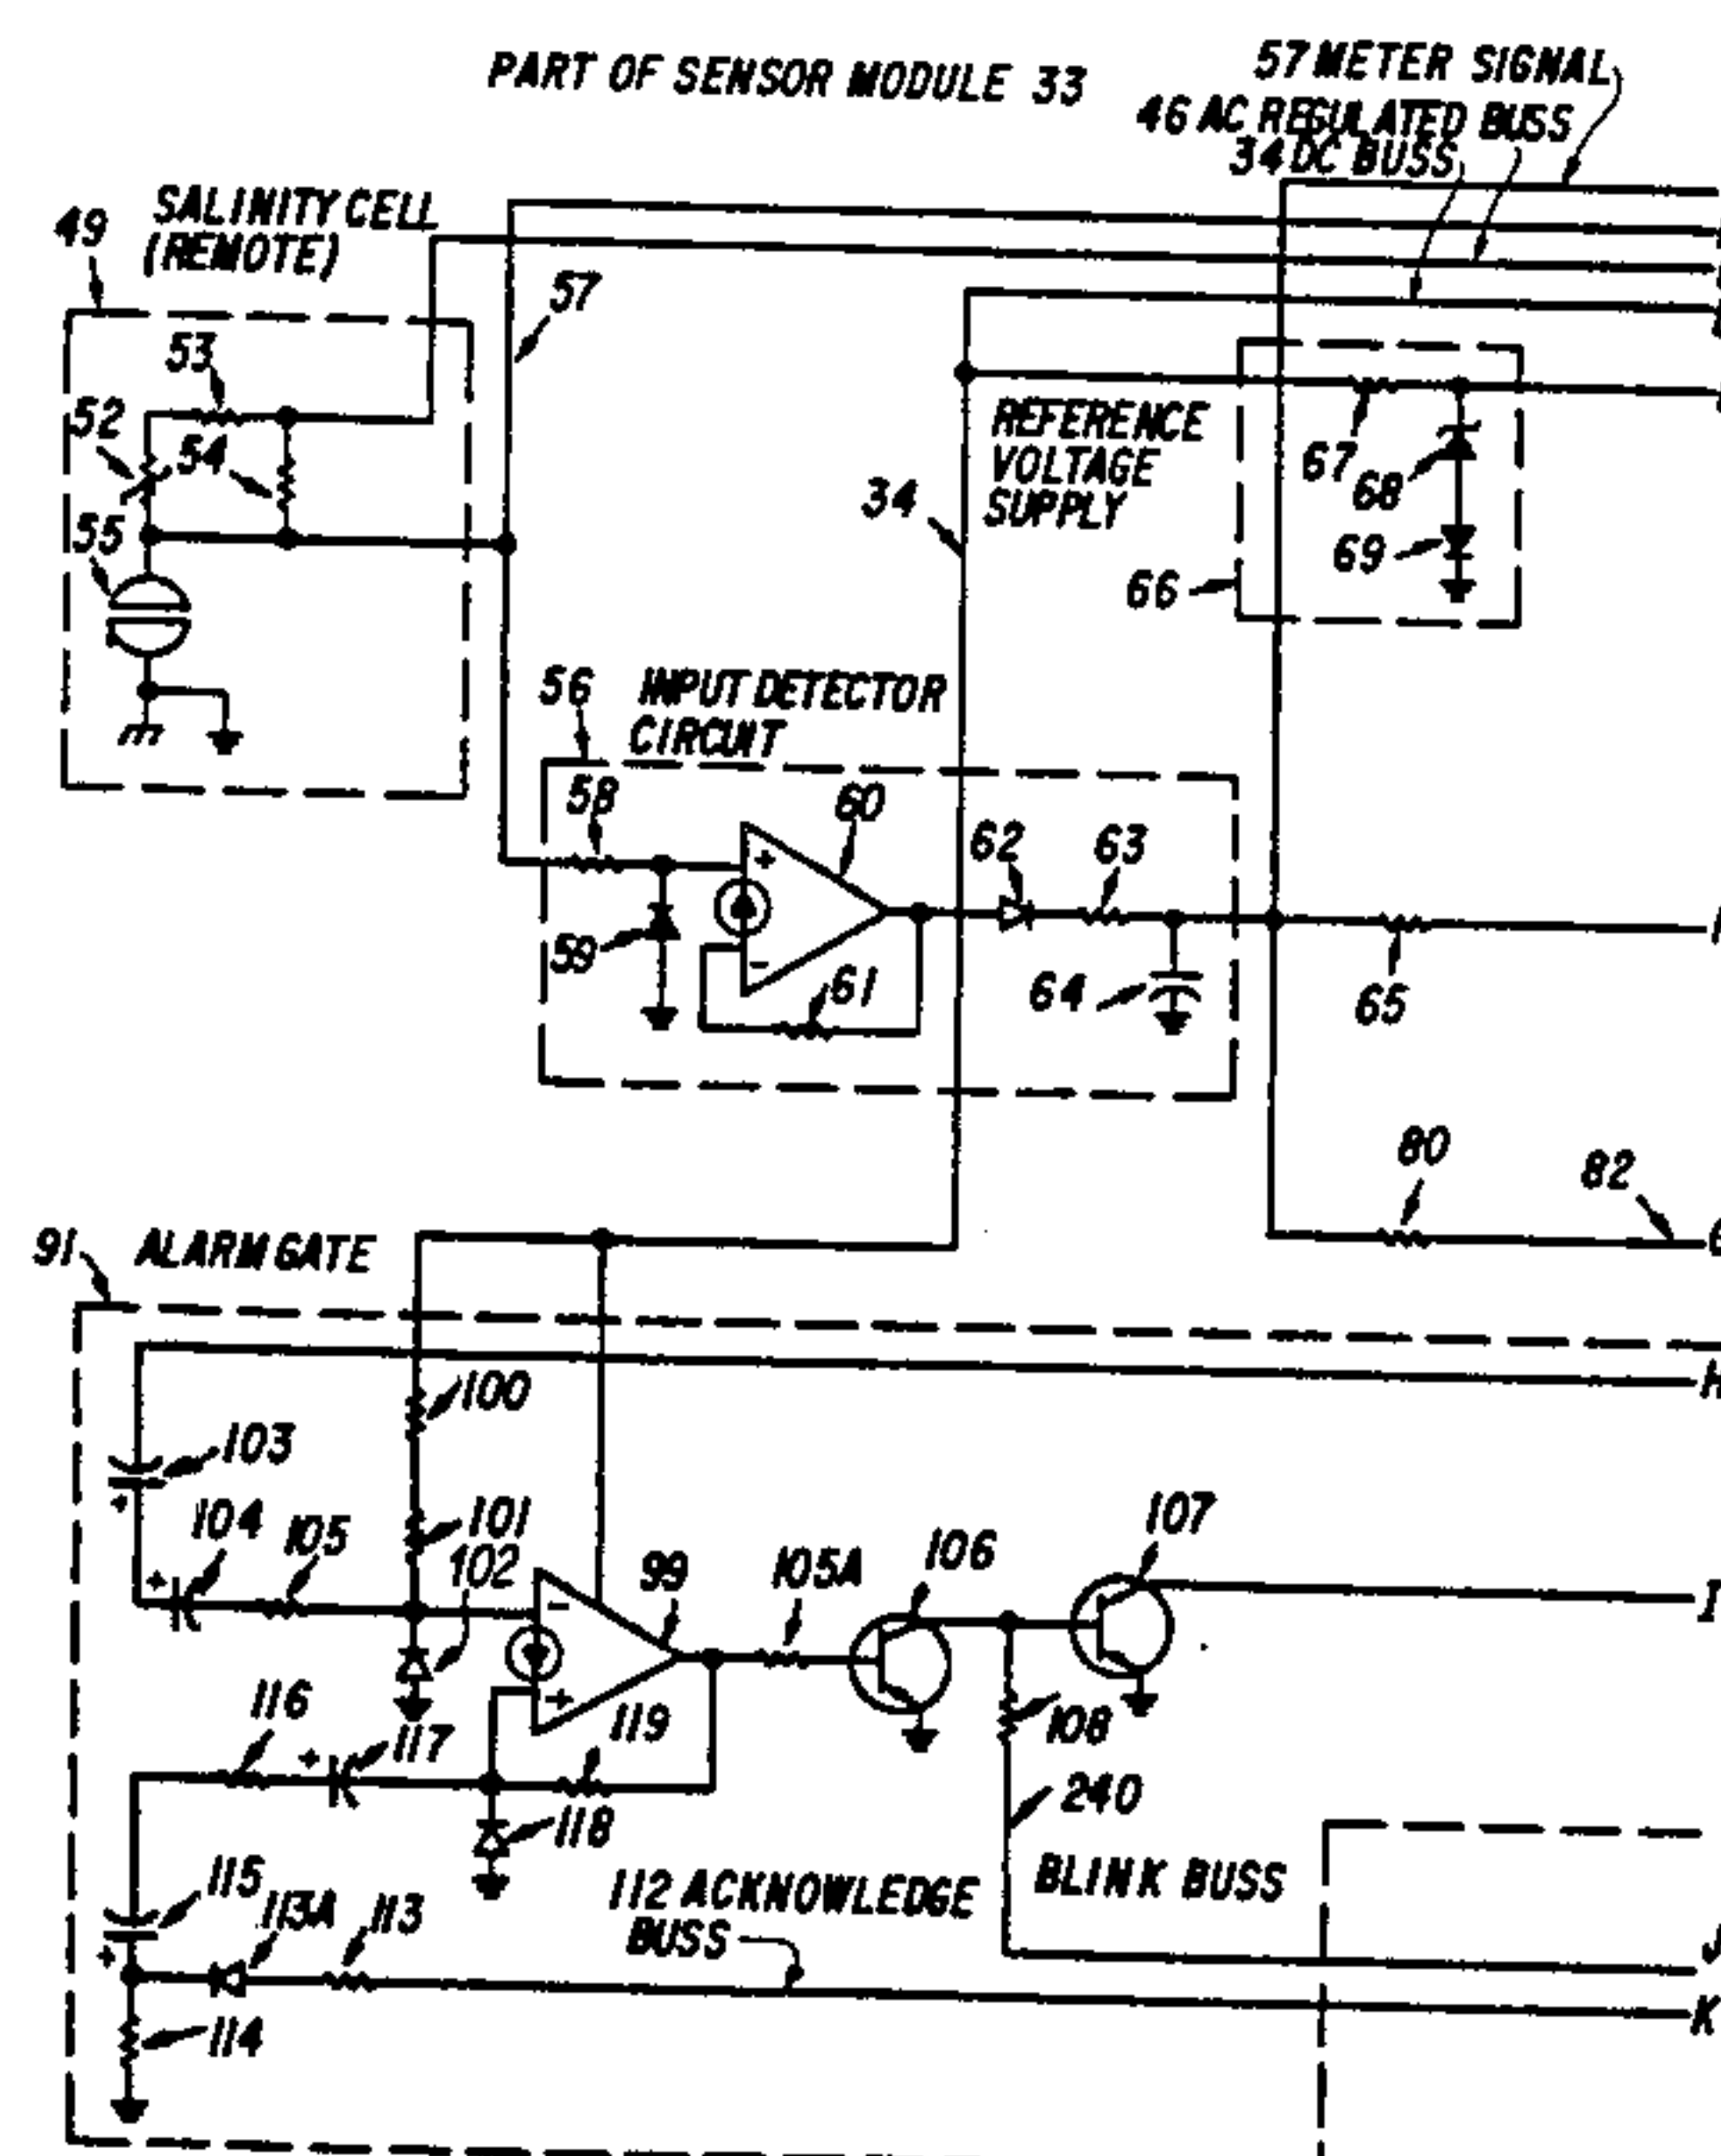 PART OF SENSOR MODULE 33
57 METER SIGNAL
46 AC REGULATED BUSS
34 DC BUSS
49
SALINITY CELL
(REMOTE)
57
53
52
54
55
REFERENCE
VOLTAGE
SUPPLY
34
67
68
69
66
56
INPUT DETECTOR
CIRCUIT
58
60
+
62
63
59
-
61
64
65
80
82
91
ALARM GATE
H
100
103
+
104
+
105
101
102
99
-
105A
106
107
I
116
+
117
+
119
108
118
240
115
113A
113
112 ACKNOWLEDGE
BUSS
BLINK BUSS
+
J
K
114